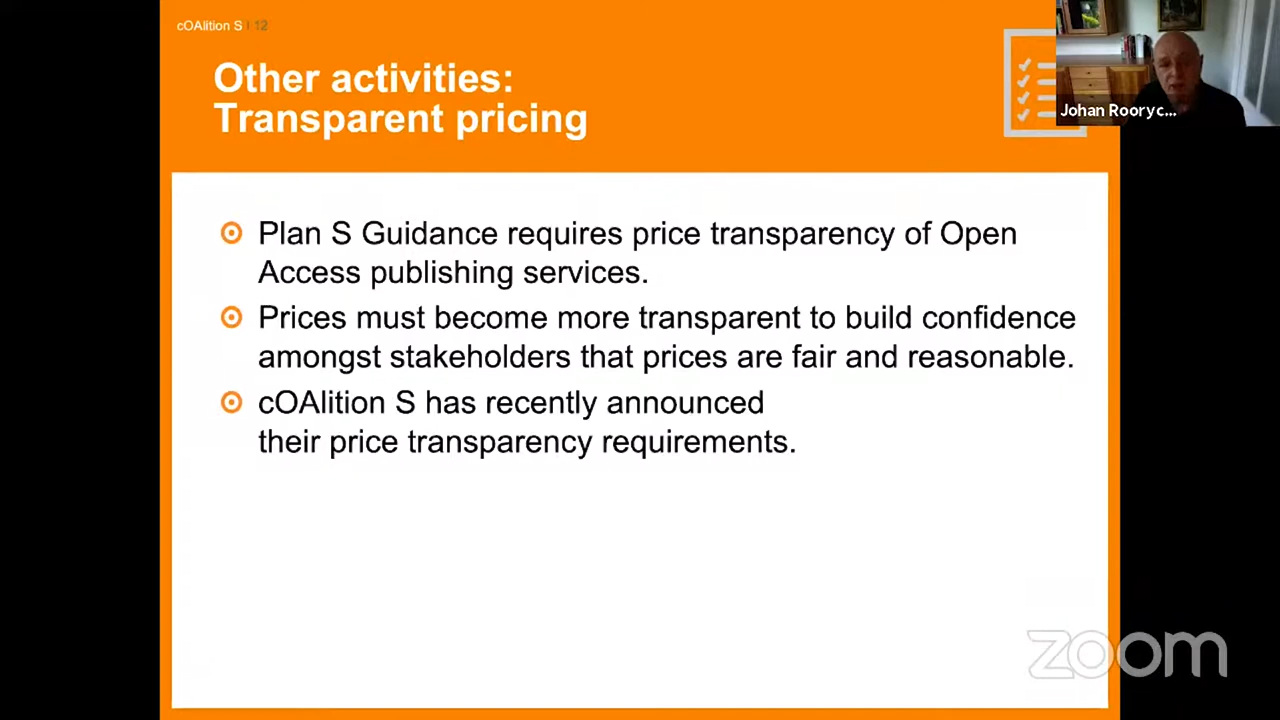 cOAlition S | 12
Other activities:
Transparent pricing
Johan Rooryc...
Plan S Guidance requires price transparency of Open
Access publishing services.
Prices must become more transparent to build confidence
amongst stakeholders that prices are fair and reasonable.
cOAlition S has recently announced
their price transparency requirements.
zoom